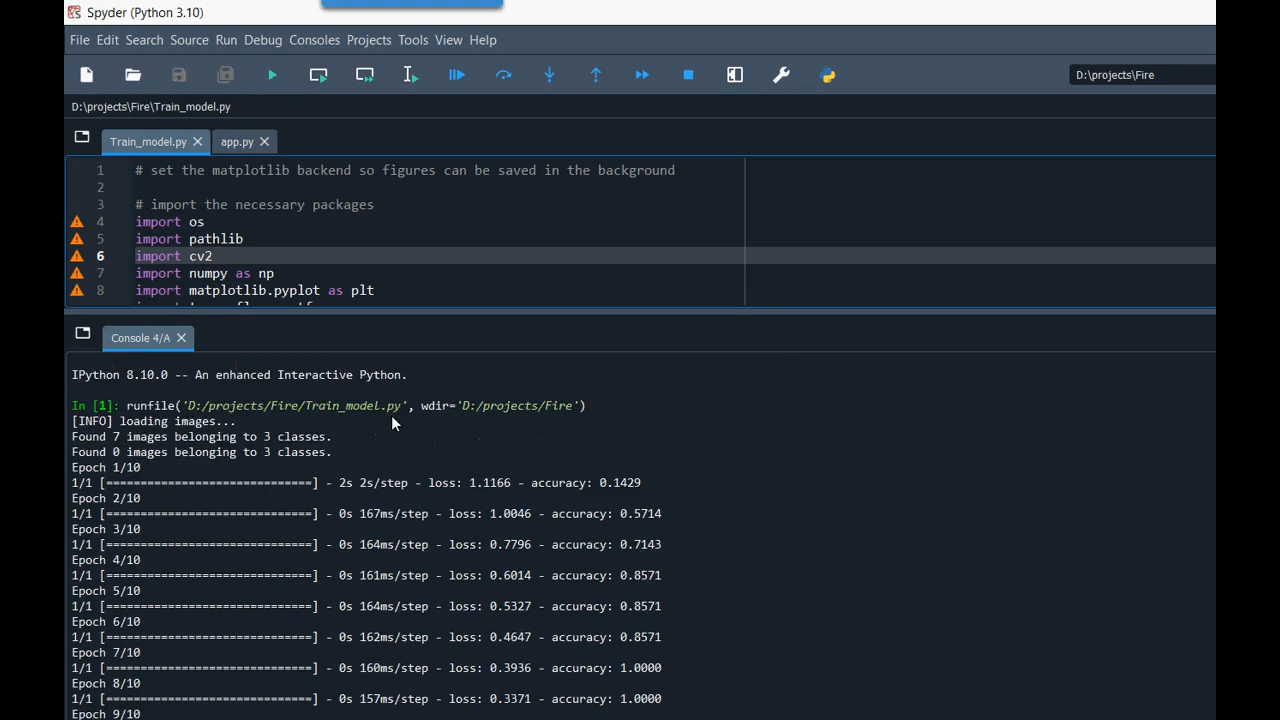 Spyder (Python 3.10)
File Edit Search Source Run Debug Consoles Projects Tools View Help
D:\projects\Fire
D:\projects\Fire\Train_model.py
Train_model.py app.py
1 # set the matplotlib backend so figures can be saved in the background
2
3 # import the necessary packages
4 import os
5 import pathlib
6 import cv2
7 import numpy as np
8 import matplotlib.pyplot as plt
Console 4/A
IPython 8.10.0 -- An enhanced Interactive Python.
In [1]: runfile('D:/projects/Fire/Train_model.py', wdir='D:/projects/Fire')
[INFO] loading images...
Found 7 images belonging to 3 classes.
Found 0 images belonging to 3 classes.
Epoch 1/10
1/1 [==============================] - 2s 2s/step - loss: 1.1166 - accuracy: 0.1429
Epoch 2/10
1/1 [==============================] - 0s 167ms/step - loss: 1.0046 - accuracy: 0.5714
Epoch 3/10
1/1 [==============================] - 0s 164ms/step - loss: 0.7796 - accuracy: 0.7143
Epoch 4/10
1/1 [==============================] - 0s 161ms/step - loss: 0.6014 - accuracy: 0.8571
Epoch 5/10
1/1 [==============================] - 0s 164ms/step - loss: 0.5327 - accuracy: 0.8571
Epoch 6/10
1/1 [==============================] - 0s 162ms/step - loss: 0.4647 - accuracy: 0.8571
Epoch 7/10
1/1 [==============================] - 0s 160ms/step - loss: 0.3936 - accuracy: 1.0000
Epoch 8/10
1/1 [==============================] - 0s 157ms/step - loss: 0.3371 - accuracy: 1.0000
Epoch 9/10